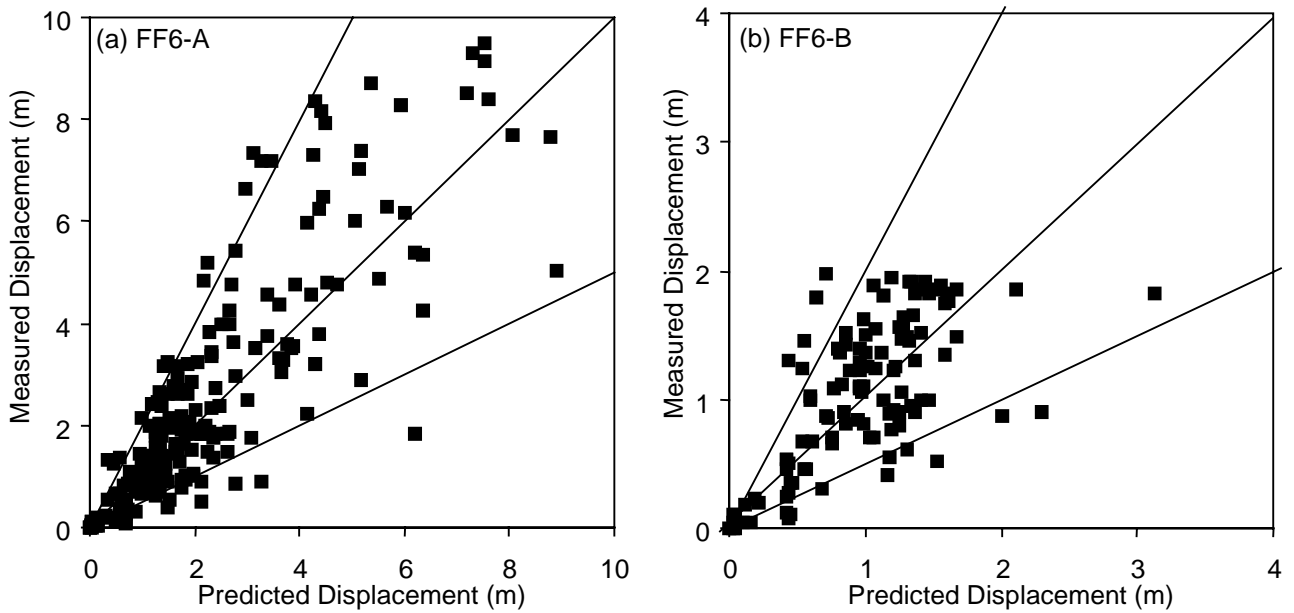 (a) FF6-A
Measured Displacement (m)
10
8
6
4
2
0
0 2 4 6 8 10
Predicted Displacement (m)
(b) FF6-B
Measured Displacement (m)
4
3
2
1
0
0 1 2 3 4
Predicted Displacement (m)